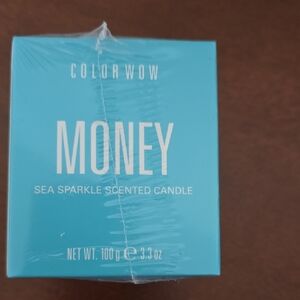 COLOR WOW
MONEY
SEA SPARKLE SCENTED CANDLE
NET WT. 100 g ℮ 3.3 oz